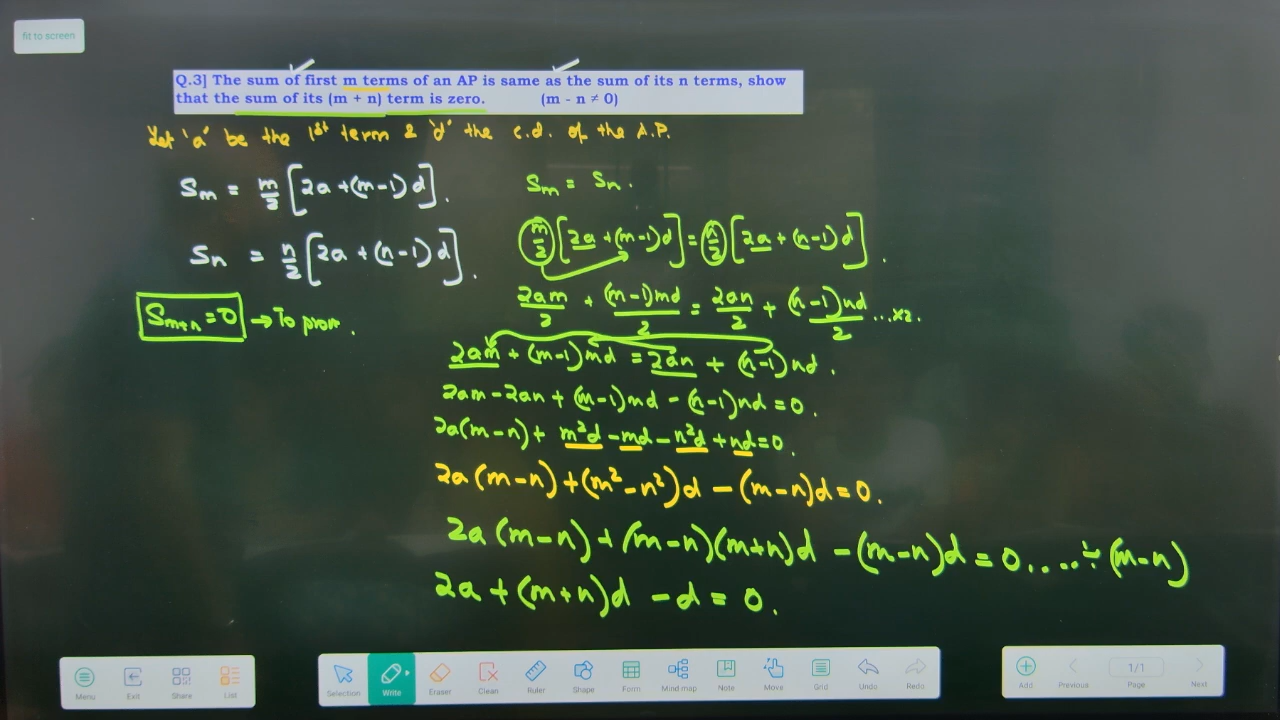 fit to screen
Q.3] The sum of first m terms of an AP is same as the sum of its n terms, show
that the sum of its (m + n) term is zero. (m - n ≠ 0)
Let 'a' be the 1st term & 'd' the c.d. of the A.P.
Sm = m/2 [2a + (m-1) d].
Sn = n/2 [2a + (n-1) d].
Sm+n = 0 → To prove.
Sm = Sn.
m/2 [2a + (m-1)d] = n/2 [2a + (n-1)d].
2am/2 + (m-1)md/2 = 2an/2 + (n-1)nd/2 ...x2.
2am + (m-1)md = 2an + (n-1)nd.
2am - 2an + (m-1)md - (n-1)nd = 0.
2a(m-n) + m²d - md - n²d + nd = 0.
2a(m-n) + (m²-n²)d - (m-n)d = 0.
2a(m-n) + (m-n)(m+n)d - (m-n)d = 0.....÷(m-n)
2a + (m+n)d - d = 0.
Menu Exit Share List Selection Write Eraser Clean Ruler Shape Form Mind map Note Move Grid Undo Redo Add Previous 1/1 Page Next